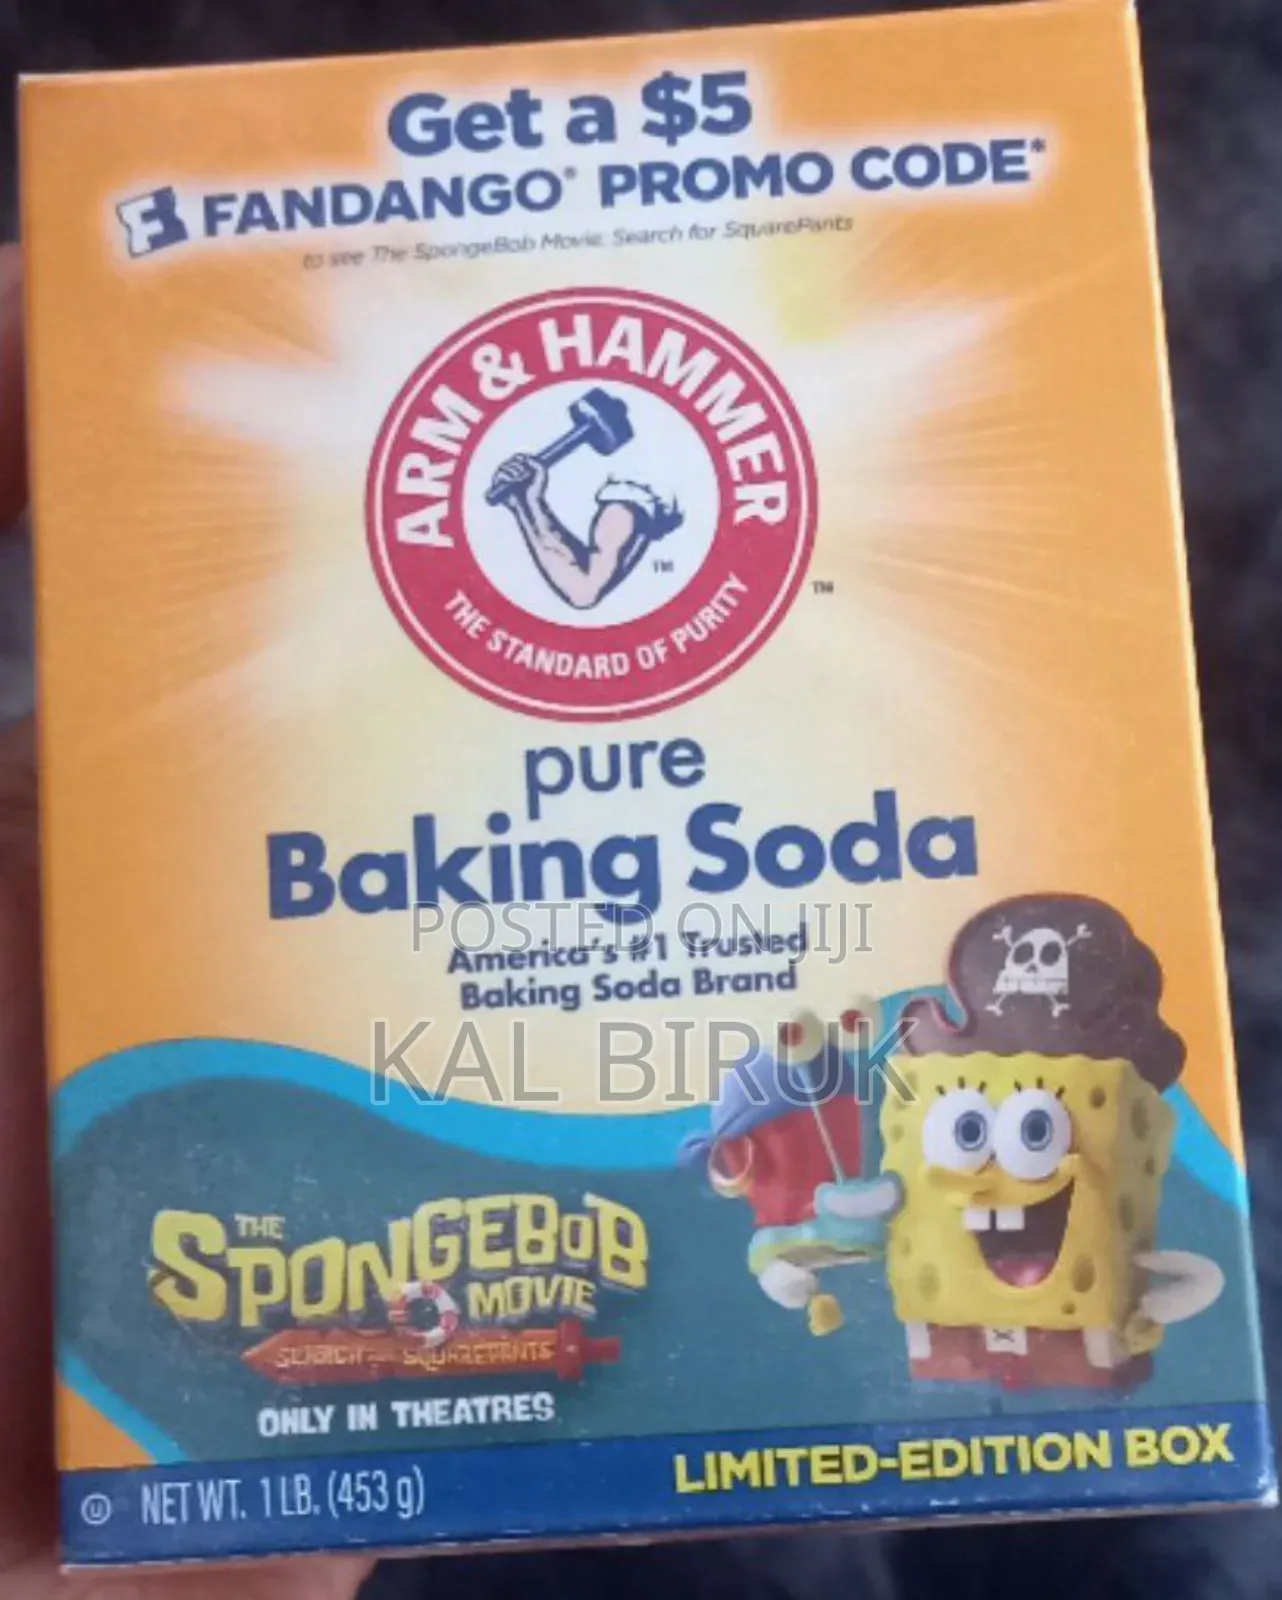 Get a $5
FANDANGO® PROMO CODE*
to see The SpongeBob Movie: Search for SquarePants
ARM & HAMMER
THE STANDARD OF PURITY
TM
TM
pure
Baking Soda
POSTED ON JIJI
America's #1 Trusted
Baking Soda Brand
KAL BIRUK
THE
SPONGEBOB
MOVIE
SEARCH FOR SQUAREPANTS
ONLY IN THEATRES
LIMITED-EDITION BOX
U NET WT. 1 LB. (453 g)